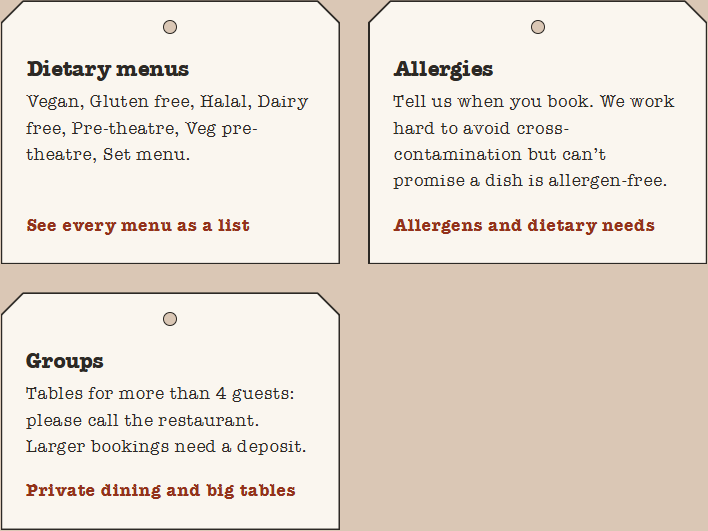 Dietary menus
Vegan, Gluten free, Halal, Dairy
free, Pre-theatre, Veg pre-
theatre, Set menu.
See every menu as a list
Allergies
Tell us when you book. We work
hard to avoid cross-
contamination but can't
promise a dish is allergen-free.
Allergens and dietary needs
Groups
Tables for more than 4 guests:
please call the restaurant.
Larger bookings need a deposit.
Private dining and big tables